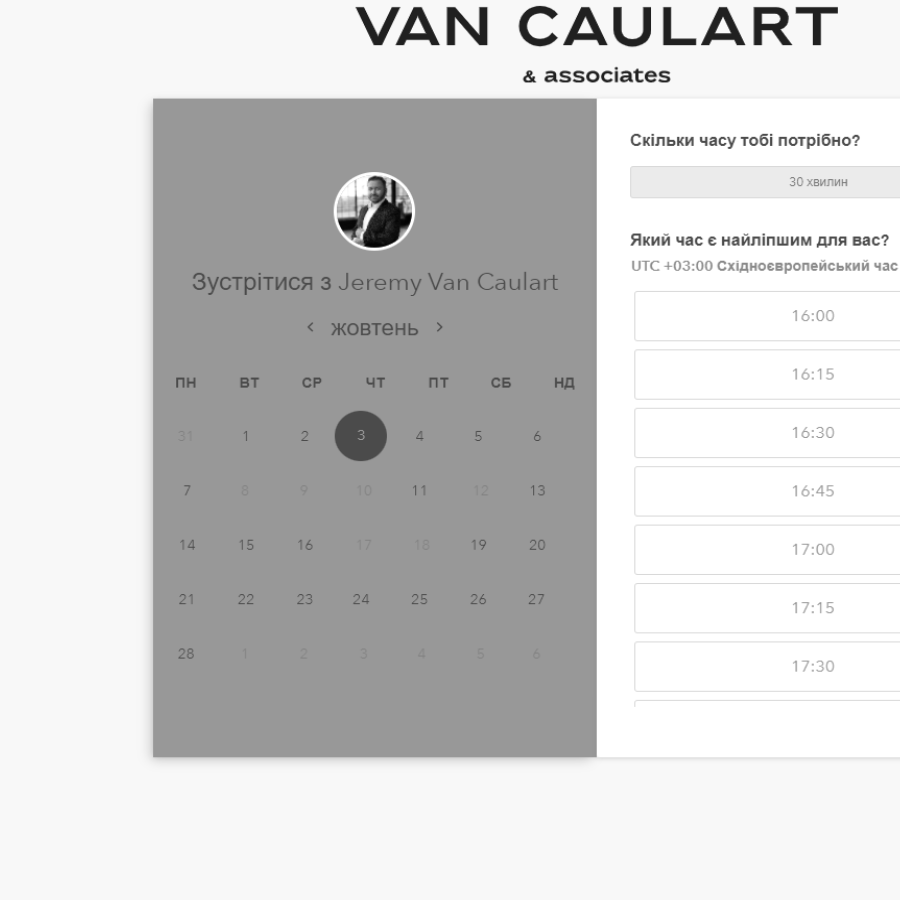 VAN CAULART
& associates
Зустрітися з Jeremy Van Caulart
‹ жовтень ›
ПН ВТ СР ЧТ ПТ СБ НД
31 1 2 3 4 5 6
7 8 9 10 11 12 13
14 15 16 17 18 19 20
21 22 23 24 25 26 27
28 1 2 3 4 5 6
Скільки часу тобі потрібно?
30 хвилин
Який час є найліпшим для вас?
UTC +03:00 Східноєвропейський час
16:00
16:15
16:30
16:45
17:00
17:15
17:30